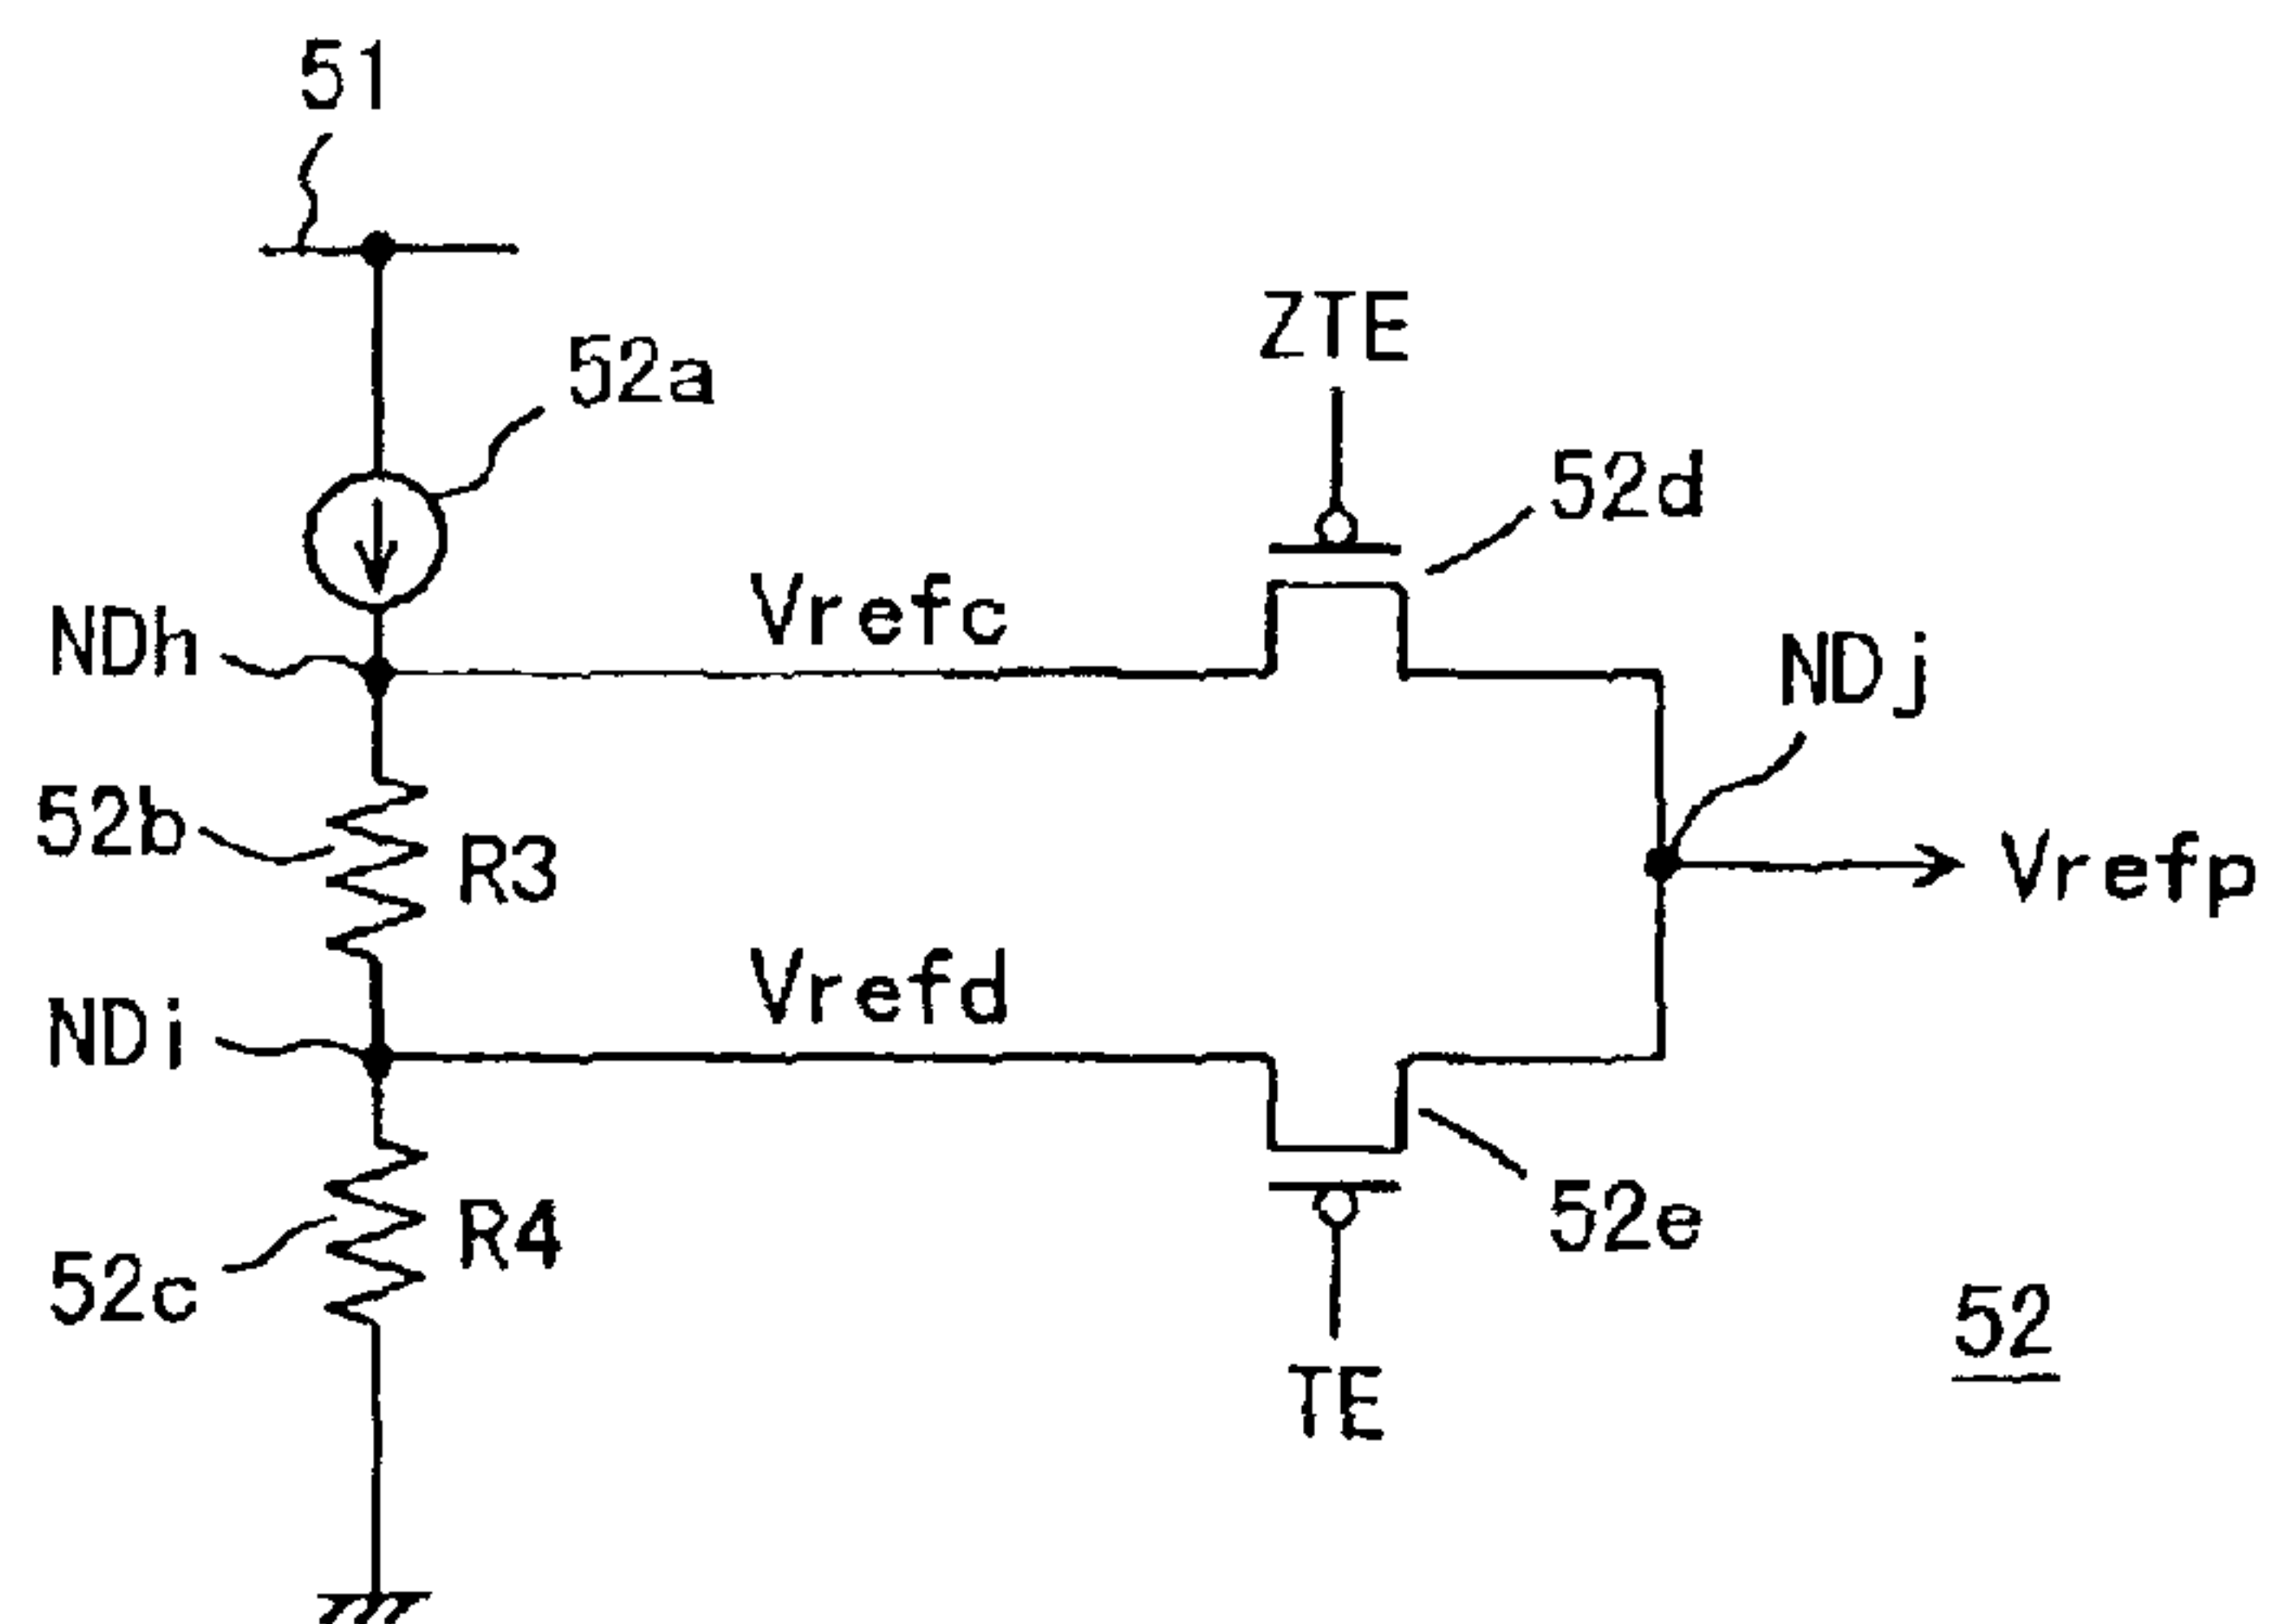 51
52a
ZTE
52d
NDh
Vrefc
NDj
52b
R3
Vrefp
NDi
Vrefd
52c
R4
52e
52
TE